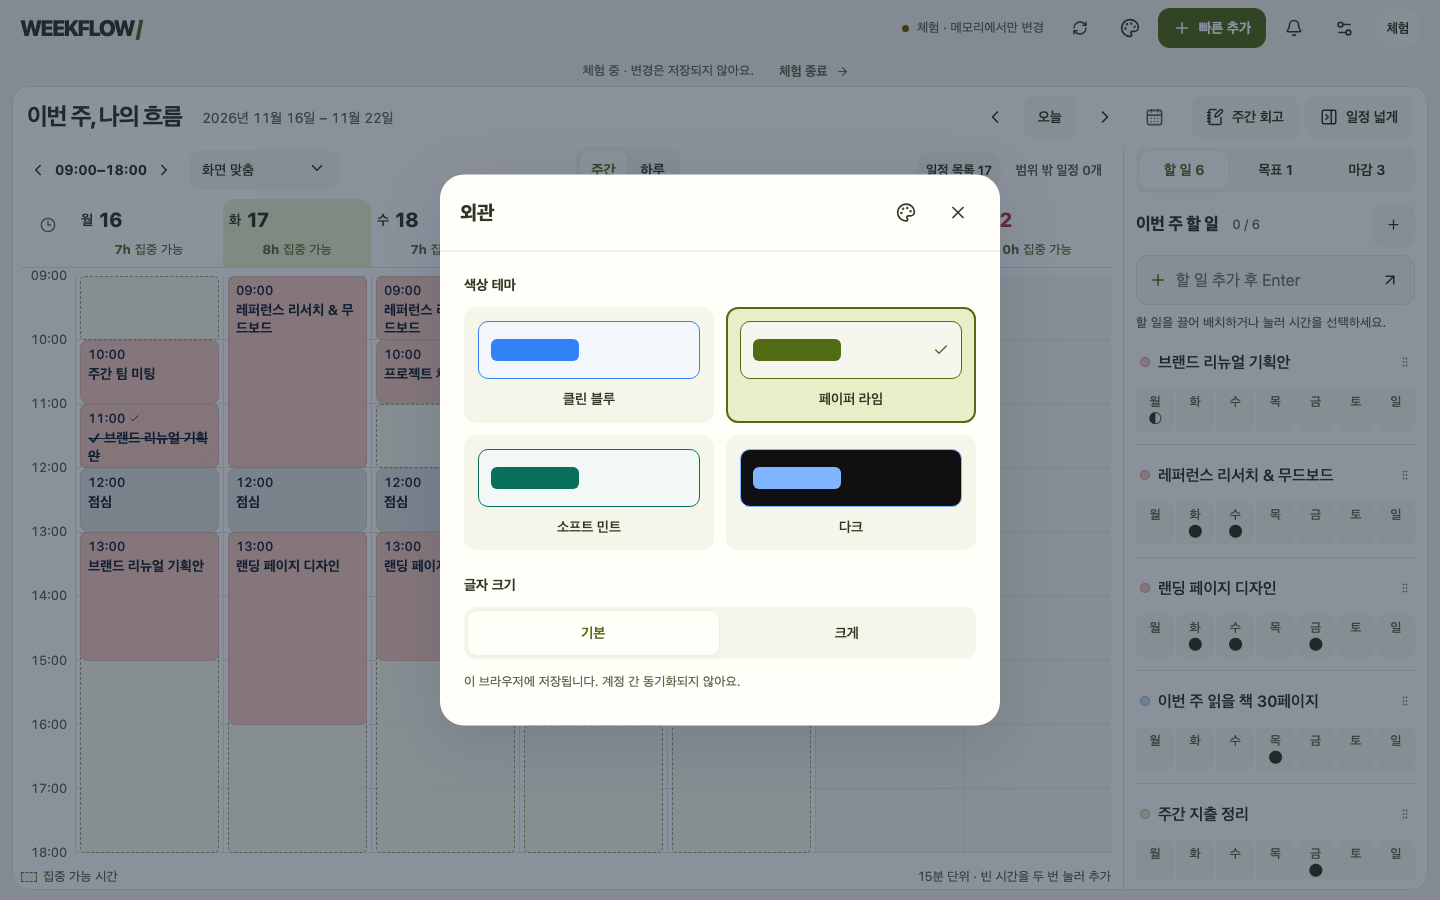 WEEKFLOW/
체험 · 메모리에서만 변경
빠른 추가
체험
체험 중 · 변경은 저장되지 않아요.
체험 종료 →
이번 주, 나의 흐름
2026년 11월 16일 – 11월 22일
오늘
주간 회고
일정 넓게
09:00–18:00
화면 맞춤
주간
하루
일정 목록 17
범위 밖 일정 0개
할 일 6
목표 1
마감 3
월 16
7h 집중 가능
화 17
8h 집중 가능
수 18
7h
2
0h 집중 가능
09:00
10:00
11:00
12:00
13:00
14:00
15:00
16:00
17:00
18:00
10:00
주간 팀 미팅
11:00
브랜드 리뉴얼 기획
안
12:00
점심
13:00
브랜드 리뉴얼 기획안
09:00
레퍼런스 리서치 & 무
드보드
12:00
점심
13:00
랜딩 페이지 디자인
09:00
레퍼런스
드보드
10:00
프로젝트
12:00
점심
13:00
랜딩 페이지
집중 가능 시간
15분 단위 · 빈 시간을 두 번 눌러 추가
외관
색상 테마
클린 블루
페이퍼 라임
소프트 민트
다크
글자 크기
기본
크게
이 브라우저에 저장됩니다. 계정 간 동기화되지 않아요.
이번 주 할 일
0 / 6
할 일 추가 후 Enter
할 일을 끌어 배치하거나 눌러 시간을 선택하세요.
브랜드 리뉴얼 기획안
월 화 수 목 금 토 일
레퍼런스 리서치 & 무드보드
월 화 수 목 금 토 일
랜딩 페이지 디자인
월 화 수 목 금 토 일
이번 주 읽을 책 30페이지
월 화 수 목 금 토 일
주간 지출 정리
월 화 수 목 금 토 일